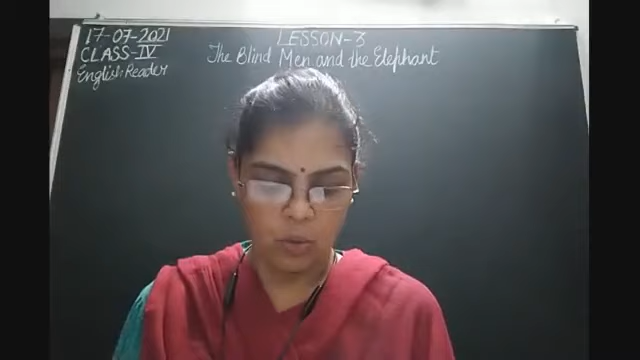 17-07-2021
CLASS-IV
English Reader
LESSON-3
The Blind Men and the Elephant